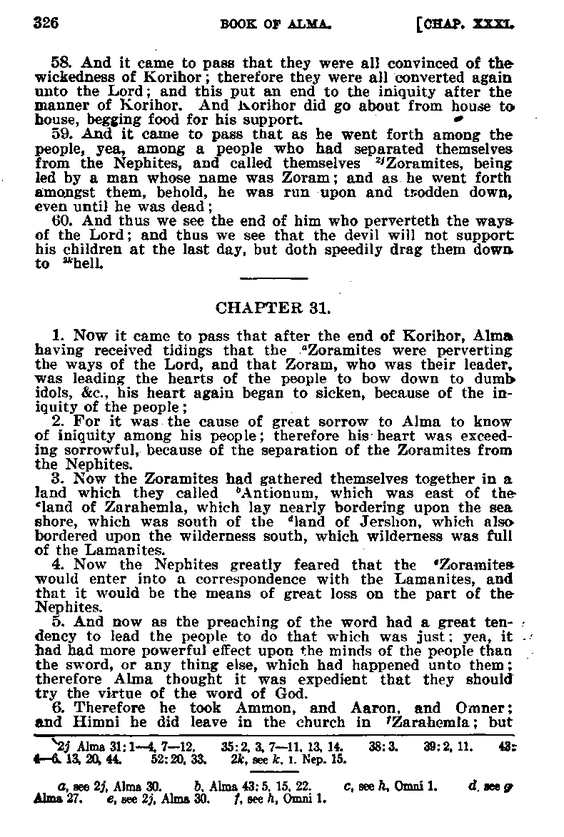 326 BOOK OF ALMA. [CHAP. XXXI.
58. And it came to pass that they were all convinced of the
wickedness of Korihor; therefore they were all converted again
unto the Lord; and this put an end to the iniquity after the
manner of Korihor. And Korihor did go about from house to
house, begging food for his support.
59. And it came to pass that as he went forth among the
people, yea, among a people who had separated themselves
from the Nephites, and called themselves 2jZoramites, being
led by a man whose name was Zoram; and as he went forth
amongst them, behold, he was run upon and trodden down,
even until he was dead;
60. And thus we see the end of him who perverteth the ways
of the Lord; and thus we see that the devil will not support
his children at the last day, but doth speedily drag them down
to 2khell.
CHAPTER 31.
1. Now it came to pass that after the end of Korihor, Alma
having received tidings that the aZoramites were perverting
the ways of the Lord, and that Zoram, who was their leader,
was leading the hearts of the people to bow down to dumb
idols, &c., his heart again began to sicken, because of the in-
iquity of the people;
2. For it was the cause of great sorrow to Alma to know
of iniquity among his people; therefore his heart was exceed-
ing sorrowful, because of the separation of the Zoramites from
the Nephites.
3. Now the Zoramites had gathered themselves together in a
land which they called bAntionum, which was east of the
cland of Zarahemla, which lay nearly bordering upon the sea
shore, which was south of the dland of Jershon, which also
bordered upon the wilderness south, which wilderness was full
of the Lamanites.
4. Now the Nephites greatly feared that the eZoramites
would enter into a correspondence with the Lamanites, and
that it would be the means of great loss on the part of the
Nephites.
5. And now as the preaching of the word had a great ten-
dency to lead the people to do that which was just; yea, it
had had more powerful effect upon the minds of the people than
the sword, or any thing else, which had happened unto them;
therefore Alma thought it was expedient that they should
try the virtue of the word of God.
6. Therefore he took Ammon, and Aaron, and Omner;
and Himni he did leave in the church in fZarahemla; but
2j Alma 31:1—4, 7—12. 35:2, 3, 7—11, 13, 14. 38:3. 39:2, 11. 43:
4—6, 13, 20, 44. 52:20, 33. 2k, see k, 1. Nep. 15.
a, see 2j, Alma 30. b, Alma 43:5, 15, 22. c, see h, Omni 1. d, see g
Alma 27. e, see 2j, Alma 30. f, see h, Omni 1.